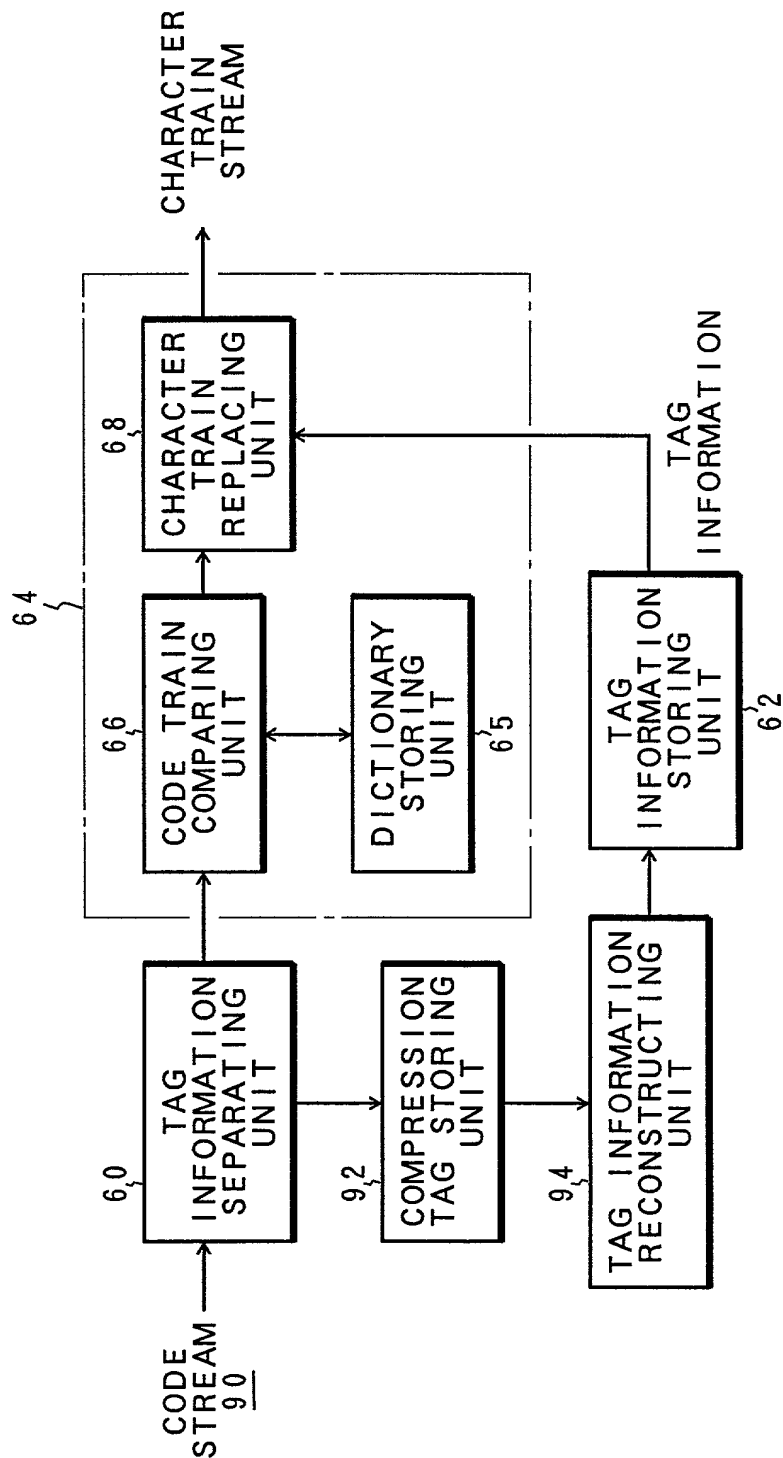 CODE
STREAM
90
60
TAG
INFORMATION
SEPARATING
UNIT
64
66
CODE TRAIN
COMPARING
UNIT
68
CHARACTER
TRAIN
REPLACING
UNIT
CHARACTER
TRAIN
STREAM
DICTIONARY
STORING
UNIT
65
92
COMPRESSION
TAG STORING
UNIT
94
TAG INFORMATION
RECONSTRUCTING
UNIT
TAG
INFORMATION
STORING
UNIT
62
TAG
INFORMATION